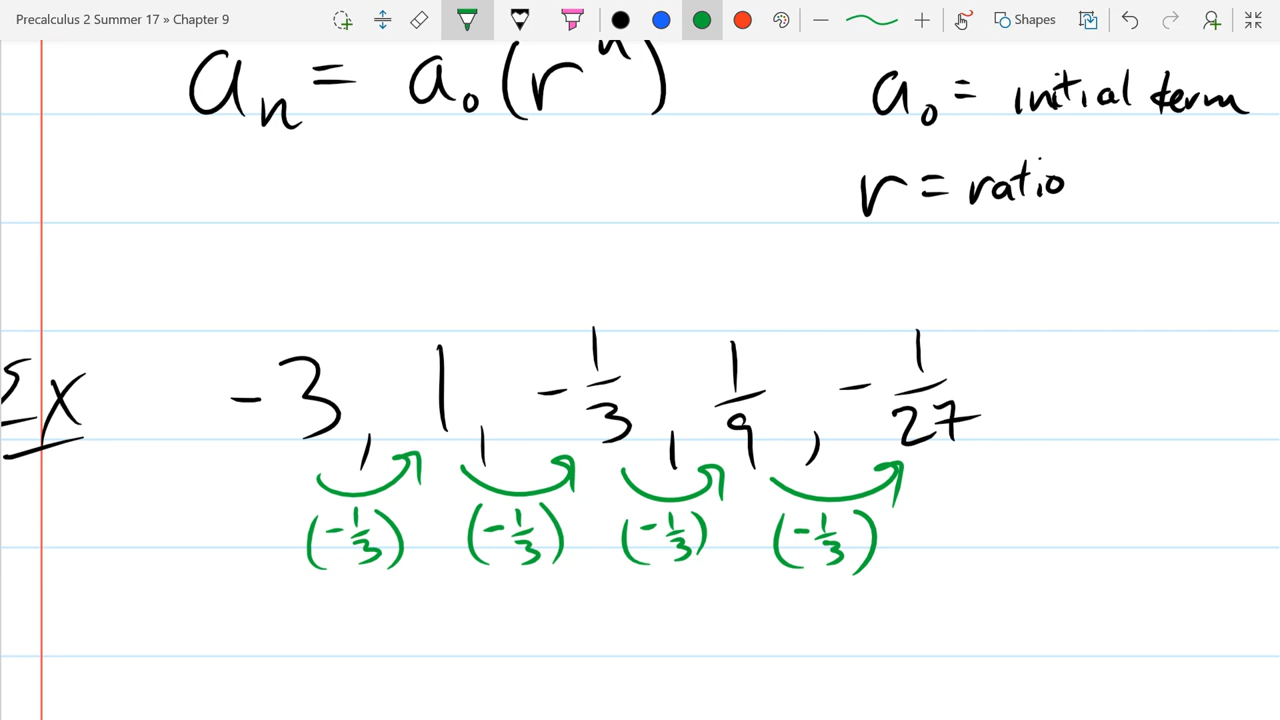 Precalculus 2 Summer 17 » Chapter 9
Shapes
aₙ = a₀(rⁿ)
a₀ = initial term
r = ratio
Ex -3, 1, -1/3, 1/9, -1/27
(-1/3) (-1/3) (-1/3) (-1/3)